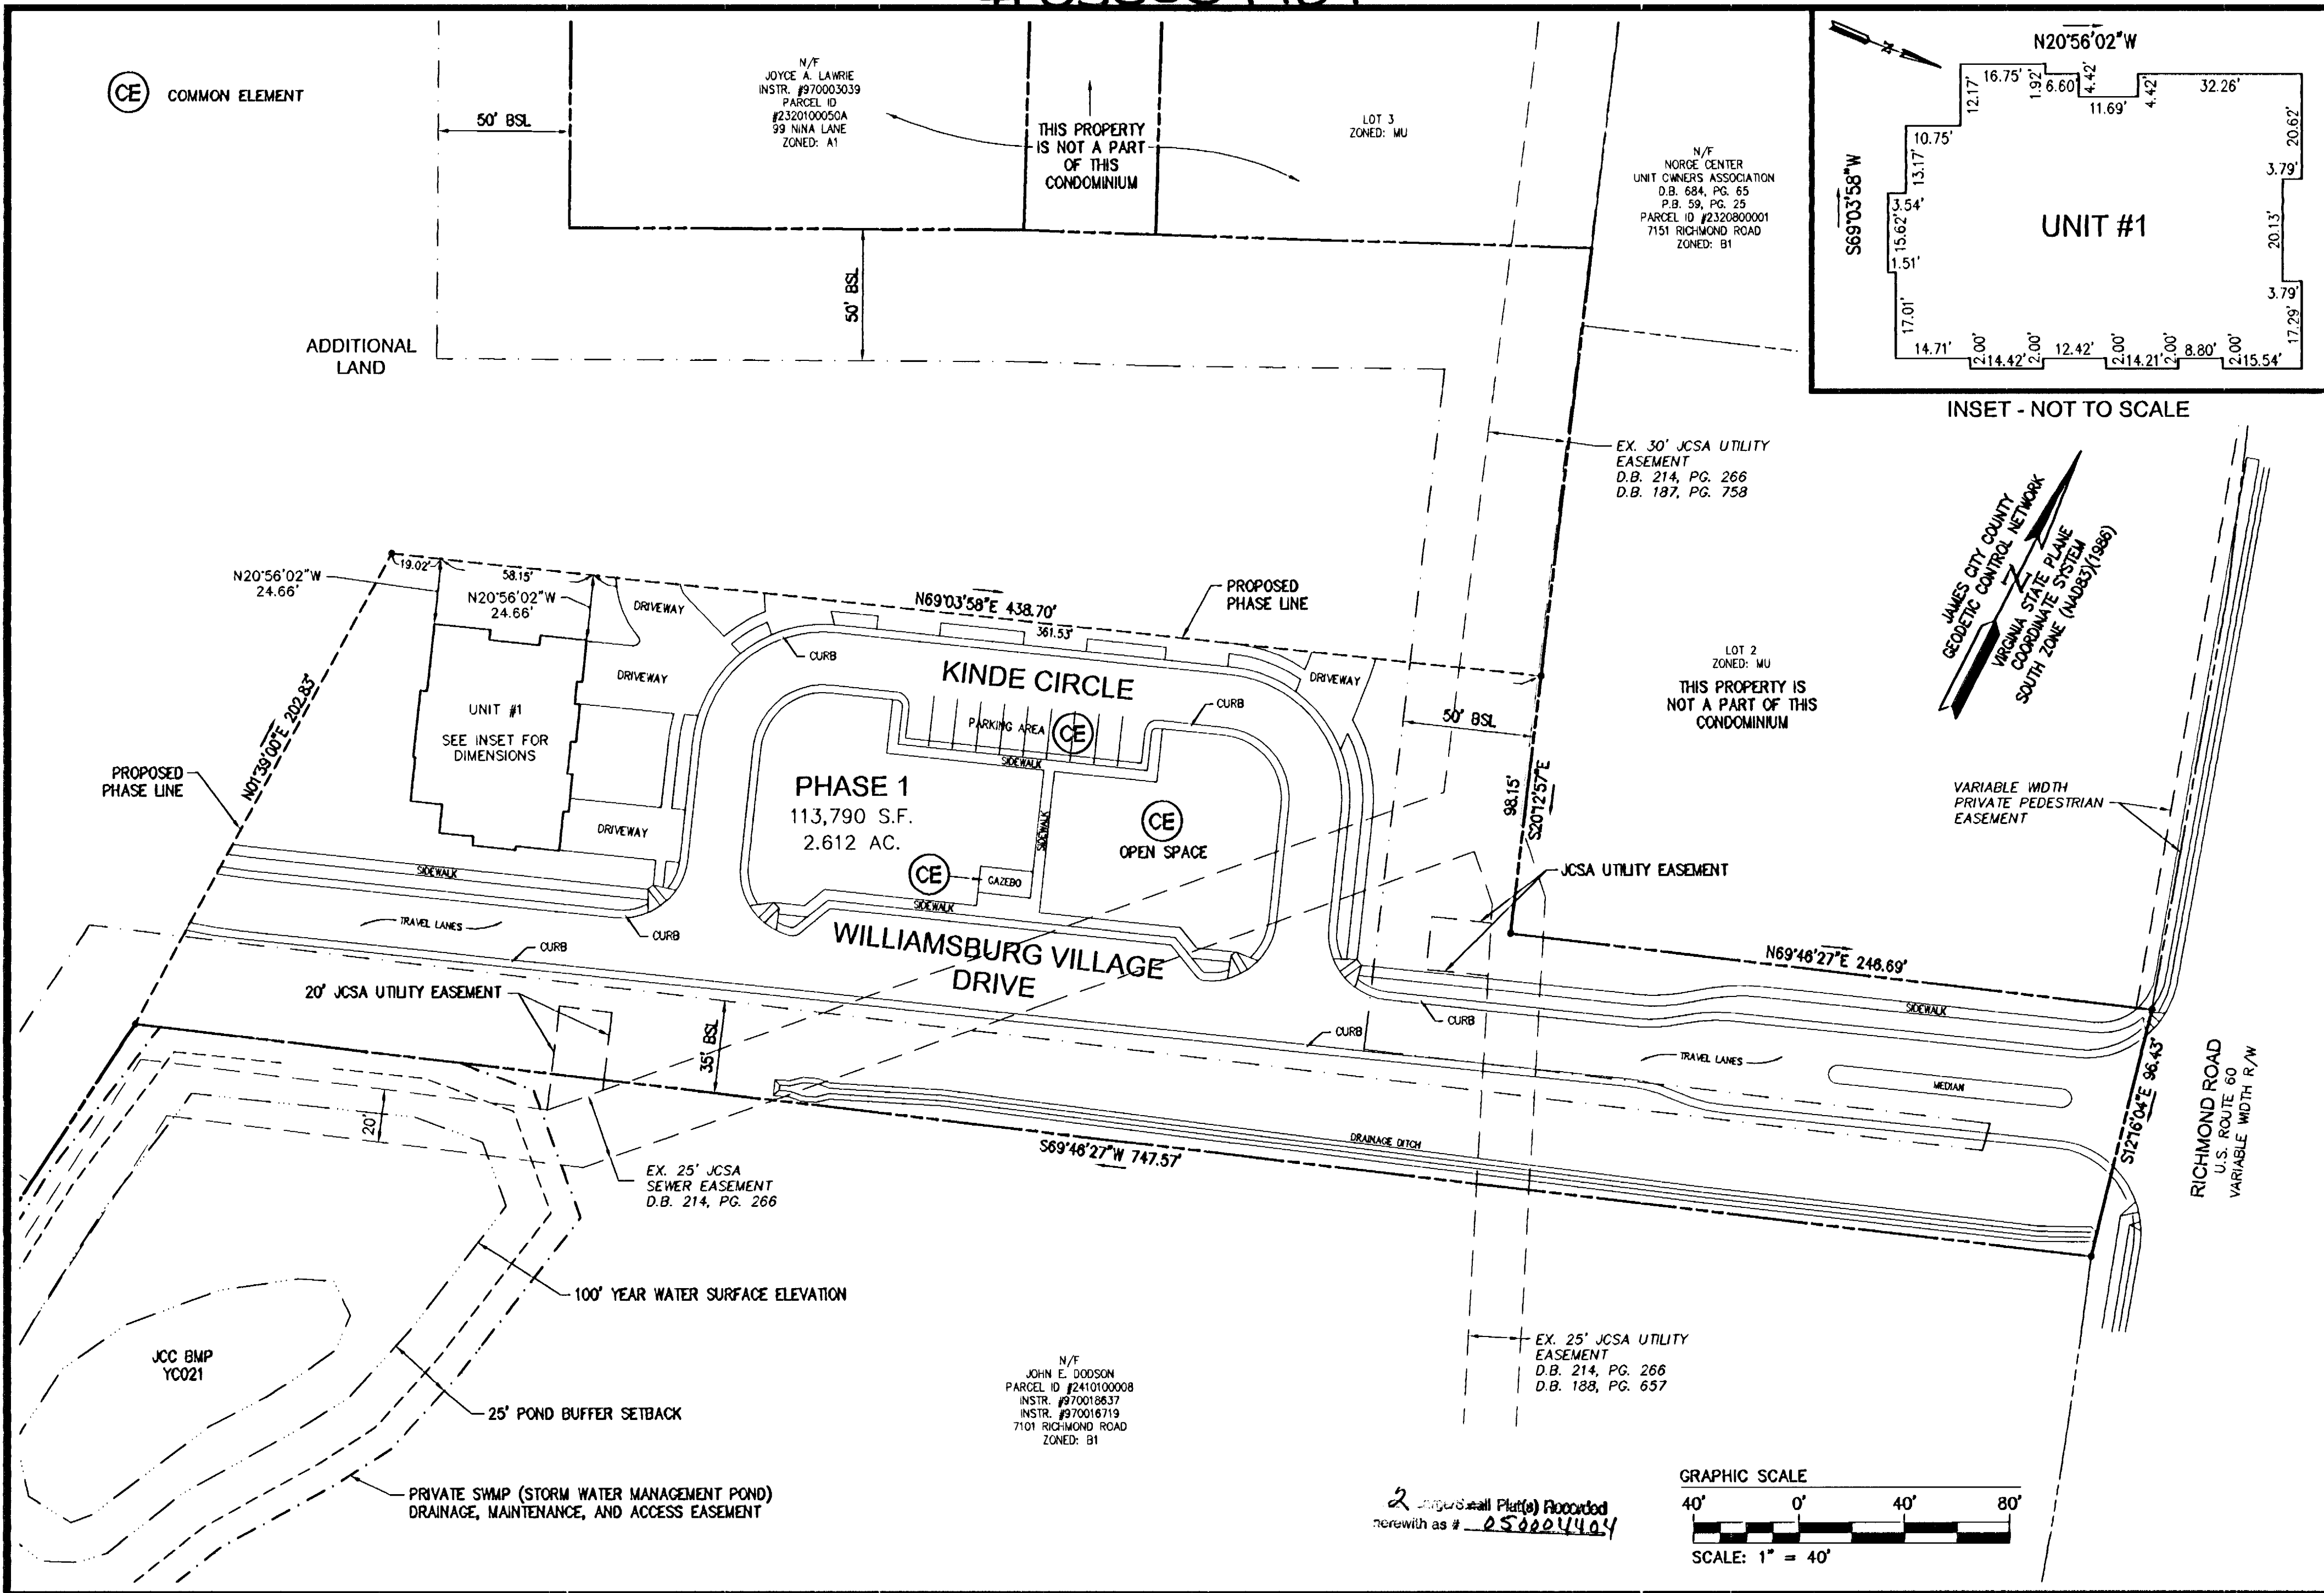 CE COMMON ELEMENT
50' BSL
N/F
JOYCE A. LAWRIE
INSTR. #970003039
PARCEL ID
#2320100050A
99 NINA LANE
ZONED: A1
THIS PROPERTY
IS NOT A PART
OF THIS
CONDOMINIUM
LOT 3
ZONED: MU
N/F
NORGE CENTER
UNIT OWNERS ASSOCIATION
D.B. 684, PG. 65
P.B. 59, PG. 25
PARCEL ID #2320800001
7151 RICHMOND ROAD
ZONED: B1
N
N20°56'02"W
16.75'
1.92'
6.60'
4.42'
11.69'
4.42'
32.26'
12.17'
10.75'
13.17'
3.54'
15.62'
1.51'
17.01'
S69°03'58"W
UNIT #1
20.62'
3.79'
20.13'
3.79'
17.29'
14.71'
2.00'
14.42'
2.00'
12.42'
2.00'
14.21'
2.00'
8.80'
2.00'
15.54'
INSET - NOT TO SCALE
50' BSL
ADDITIONAL
LAND
EX. 30' JCSA UTILITY
EASEMENT
D.B. 214, PG. 266
D.B. 187, PG. 758
JAMES CITY COUNTY
GEODETIC CONTROL NETWORK
N
VIRGINIA STATE PLANE
COORDINATE SYSTEM
SOUTH ZONE (NAD83)(1986)
N20°56'02"W
24.66'
19.02'
58.15'
N20°56'02"W
24.66'
DRIVEWAY
N69°03'58"E 438.70'
361.53'
PROPOSED
PHASE LINE
CURB
KINDE CIRCLE
DRIVEWAY
DRIVEWAY
UNIT #1
SEE INSET FOR
DIMENSIONS
PARKING AREA
CE
CURB
50' BSL
LOT 2
ZONED: MU
THIS PROPERTY IS
NOT A PART OF THIS
CONDOMINIUM
N01°39'00"E 202.83'
PROPOSED
PHASE LINE
SIDEWALK
PHASE 1
113,790 S.F.
2.612 AC.
98.15'
S20°12'57"E
VARIABLE WIDTH
PRIVATE PEDESTRIAN
EASEMENT
DRIVEWAY
SIDEWALK
CE
OPEN SPACE
CE
GAZEBO
JCSA UTILITY EASEMENT
SIDEWALK
SIDEWALK
TRAVEL LANES
CURB
CURB
WILLIAMSBURG VILLAGE
DRIVE
N69°46'27"E 246.69'
20' JCSA UTILITY EASEMENT
35' BSL
CURB
CURB
SIDEWALK
TRAVEL LANES
MEDIAN
S12°16'04"E 96.43'
RICHMOND ROAD
U.S. ROUTE 60
VARIABLE WIDTH R/W
20'
DRAINAGE DITCH
S69°46'27"W 747.57'
EX. 25' JCSA
SEWER EASEMENT
D.B. 214, PG. 266
100' YEAR WATER SURFACE ELEVATION
JCC BMP
YC021
25' POND BUFFER SETBACK
N/F
JOHN E. DODSON
PARCEL ID #2410100008
INSTR. #970018637
INSTR. #970016719
7101 RICHMOND ROAD
ZONED: B1
EX. 25' JCSA UTILITY
EASEMENT
D.B. 214, PG. 266
D.B. 188, PG. 657
PRIVATE SWMP (STORM WATER MANAGEMENT POND)
DRAINAGE, MAINTENANCE, AND ACCESS EASEMENT
2 Small Plat(s) Recorded
herewith as # 050004404
GRAPHIC SCALE
40' 0' 40' 80'
SCALE: 1" = 40'